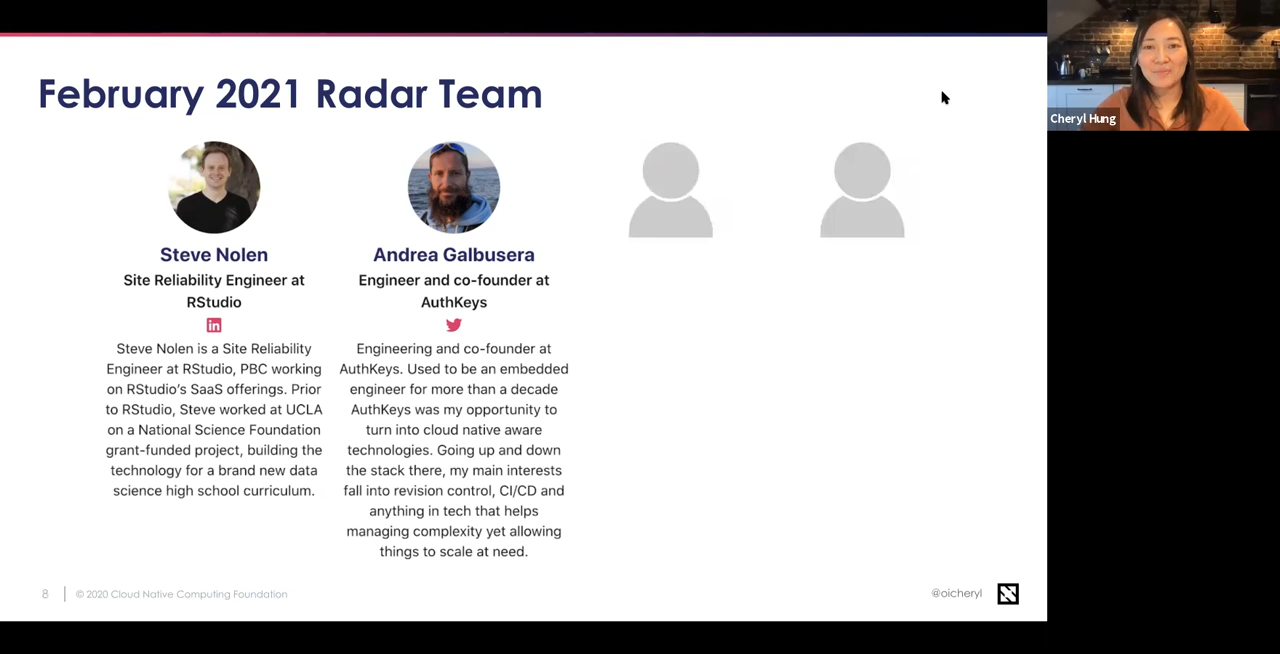 February 2021 Radar Team
Cheryl Hung
Steve Nolen
Site Reliability Engineer at
RStudio
in
Steve Nolen is a Site Reliability
Engineer at RStudio, PBC working
on RStudio’s SaaS offerings. Prior
to RStudio, Steve worked at UCLA
on a National Science Foundation
grant-funded project, building the
technology for a brand new data
science high school curriculum.
Andrea Galbusera
Engineer and co-founder at
AuthKeys
Engineering and co-founder at
AuthKeys. Used to be an embedded
engineer for more than a decade
AuthKeys was my opportunity to
turn into cloud native aware
technologies. Going up and down
the stack there, my main interests
fall into revision control, CI/CD and
anything in tech that helps
managing complexity yet allowing
things to scale at need.
8
© 2020 Cloud Native Computing Foundation
@oicheryl